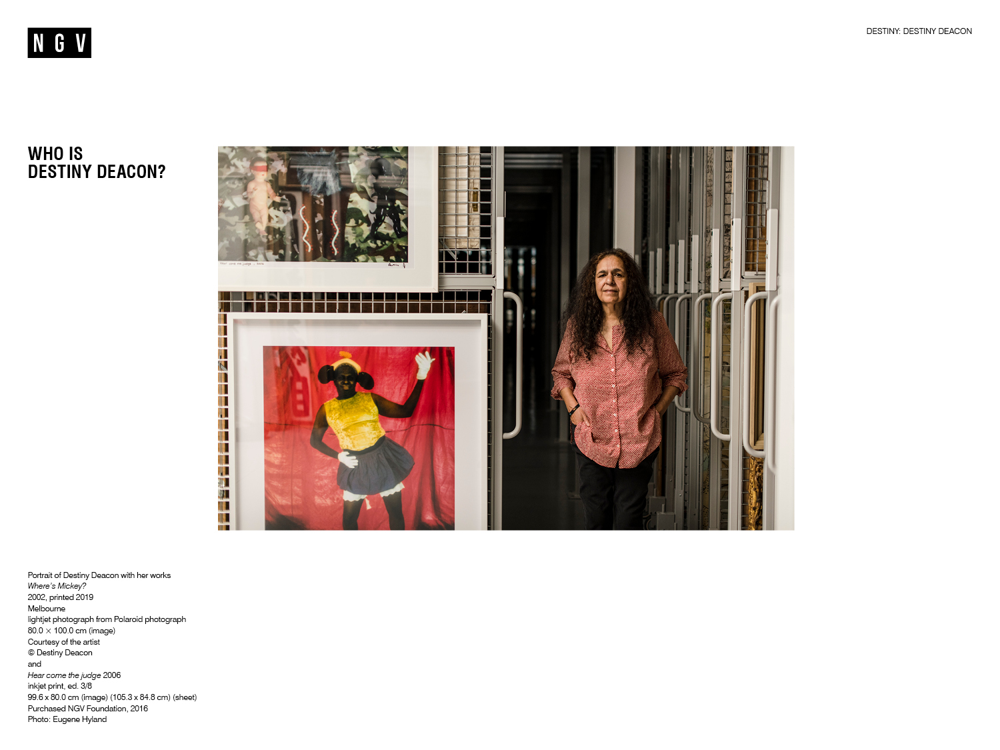 NGV
DESTINY: DESTINY DEACON
WHO IS
DESTINY DEACON?
Portrait of Destiny Deacon with her works
Where's Mickey?
2002, printed 2019
Melbourne
lightjet photograph from Polaroid photograph
80.0 × 100.0 cm (image)
Courtesy of the artist
© Destiny Deacon
and
Hear come the judge 2006
inkjet print, ed. 3/8
99.6 x 80.0 cm (image) (105.3 x 84.8 cm) (sheet)
Purchased NGV Foundation, 2016
Photo: Eugene Hyland